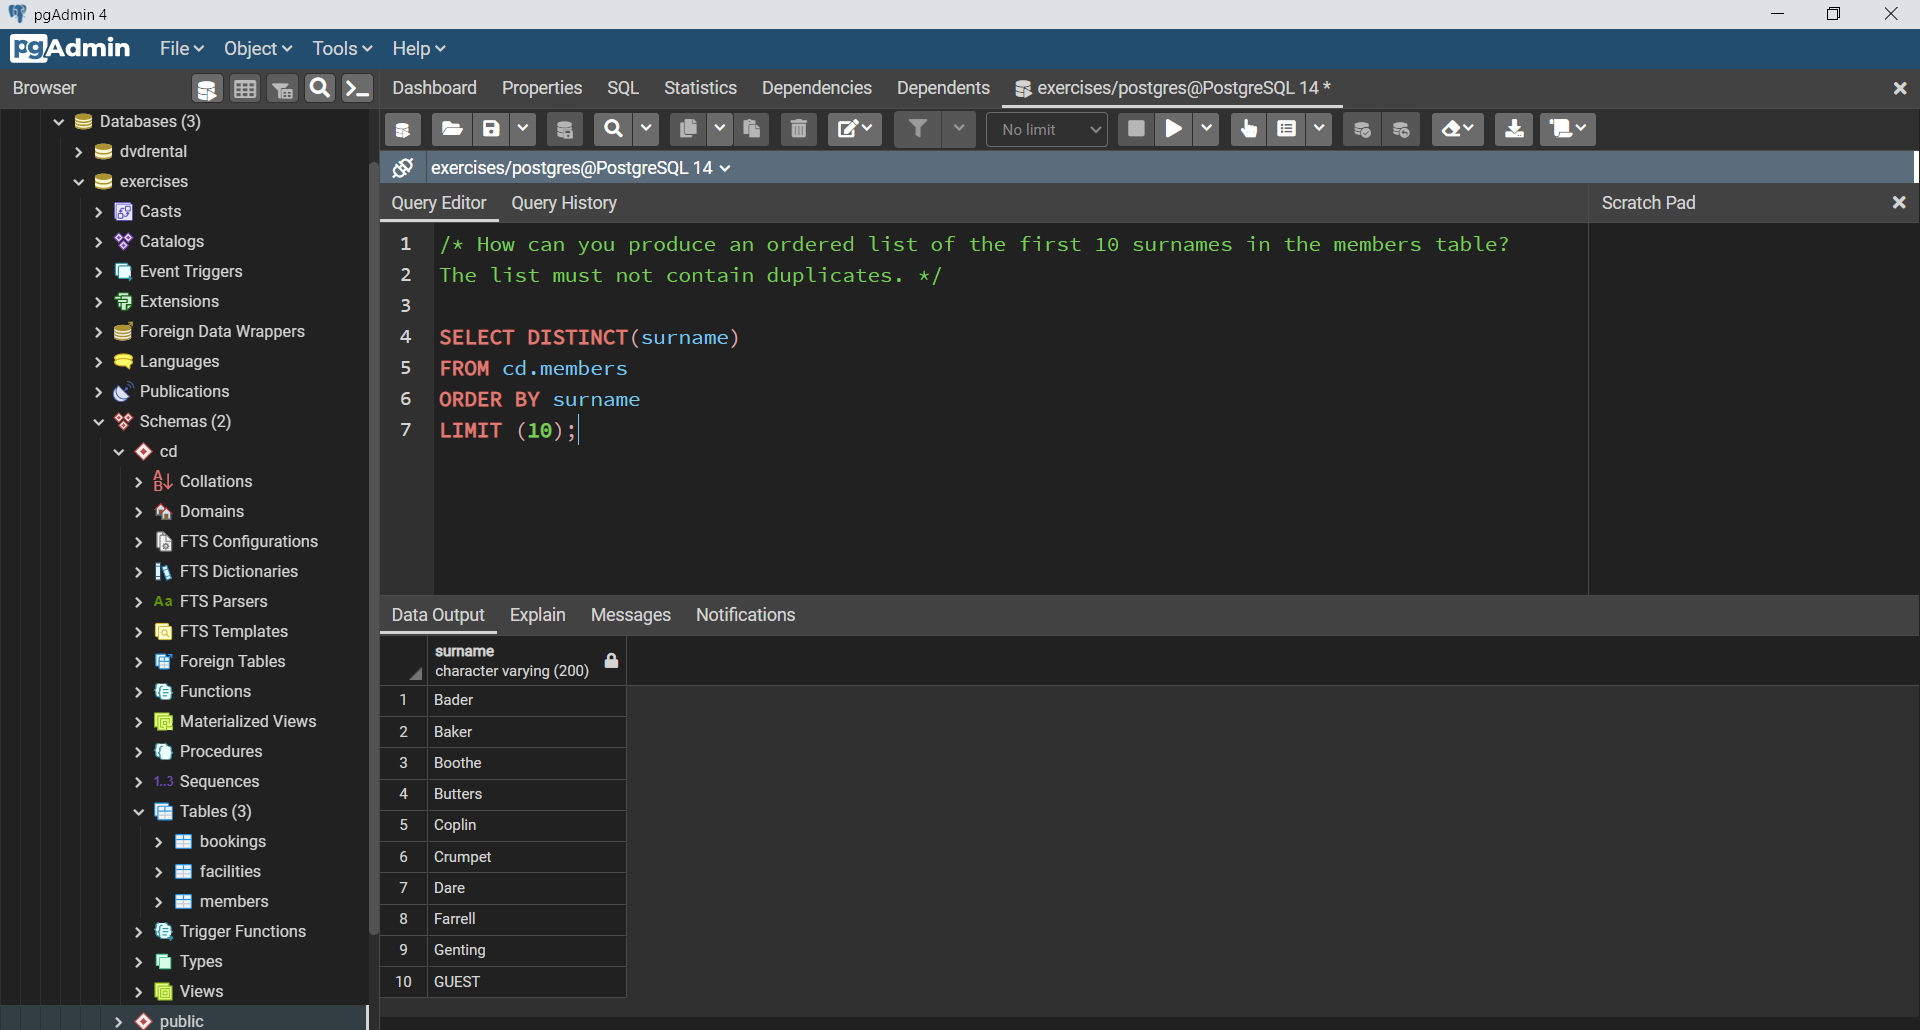 pgAdmin 4
pgAdmin File Object Tools Help
Browser
Dashboard Properties SQL Statistics Dependencies Dependents exercises/postgres@PostgreSQL 14 *
No limit
exercises/postgres@PostgreSQL 14
Query Editor Query History
Scratch Pad
Databases (3)
dvdrental
exercises
Casts
Catalogs
Event Triggers
Extensions
Foreign Data Wrappers
Languages
Publications
Schemas (2)
cd
Collations
Domains
FTS Configurations
FTS Dictionaries
Aa FTS Parsers
FTS Templates
Foreign Tables
Functions
Materialized Views
Procedures
1..3 Sequences
Tables (3)
bookings
facilities
members
Trigger Functions
Types
Views
public
1 /* How can you produce an ordered list of the first 10 surnames in the members table?
2 The list must not contain duplicates. */
3
4 SELECT DISTINCT(surname)
5 FROM cd.members
6 ORDER BY surname
7 LIMIT (10);
Data Output Explain Messages Notifications
surname
character varying (200)
1 Bader
2 Baker
3 Boothe
4 Butters
5 Coplin
6 Crumpet
7 Dare
8 Farrell
9 Genting
10 GUEST